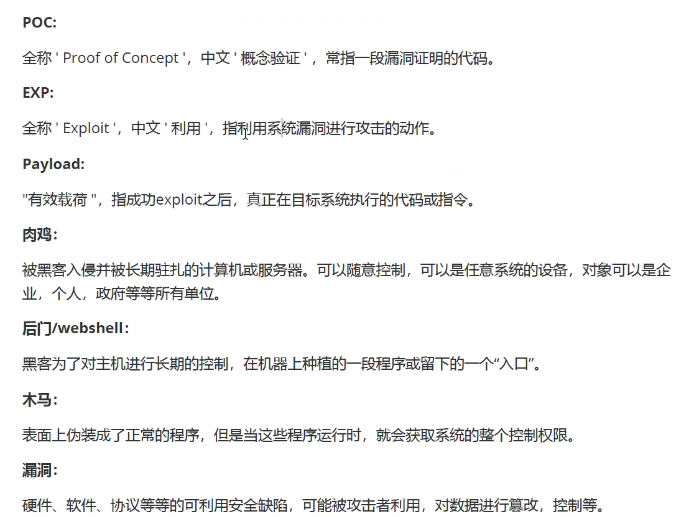 POC:
全称 ' Proof of Concept ', 中文 ' 概念验证 ' ，常指一段漏洞证明的代码。
EXP:
全称 ' Exploit ', 中文 ' 利用 ', 指利用系统漏洞进行攻击的动作。
Payload:
"有效载荷 "，指成功exploit之后，真正在目标系统执行的代码或指令。
肉鸡：
被黑客入侵并被长期驻扎的计算机或服务器。可以随意控制，可以是任意系统的设备，对象可以是企
业，个人，政府等等所有单位。
后门/webshell：
黑客为了对主机进行长期的控制，在机器上种植的一段程序或留下的一个“入口”。
木马：
表面上伪装成了正常的程序，但是当这些程序运行时，就会获取系统的整个控制权限。
漏洞：
硬件、软件、协议等等的可利用安全缺陷，可能被攻击者利用，对数据进行篡改，控制等。